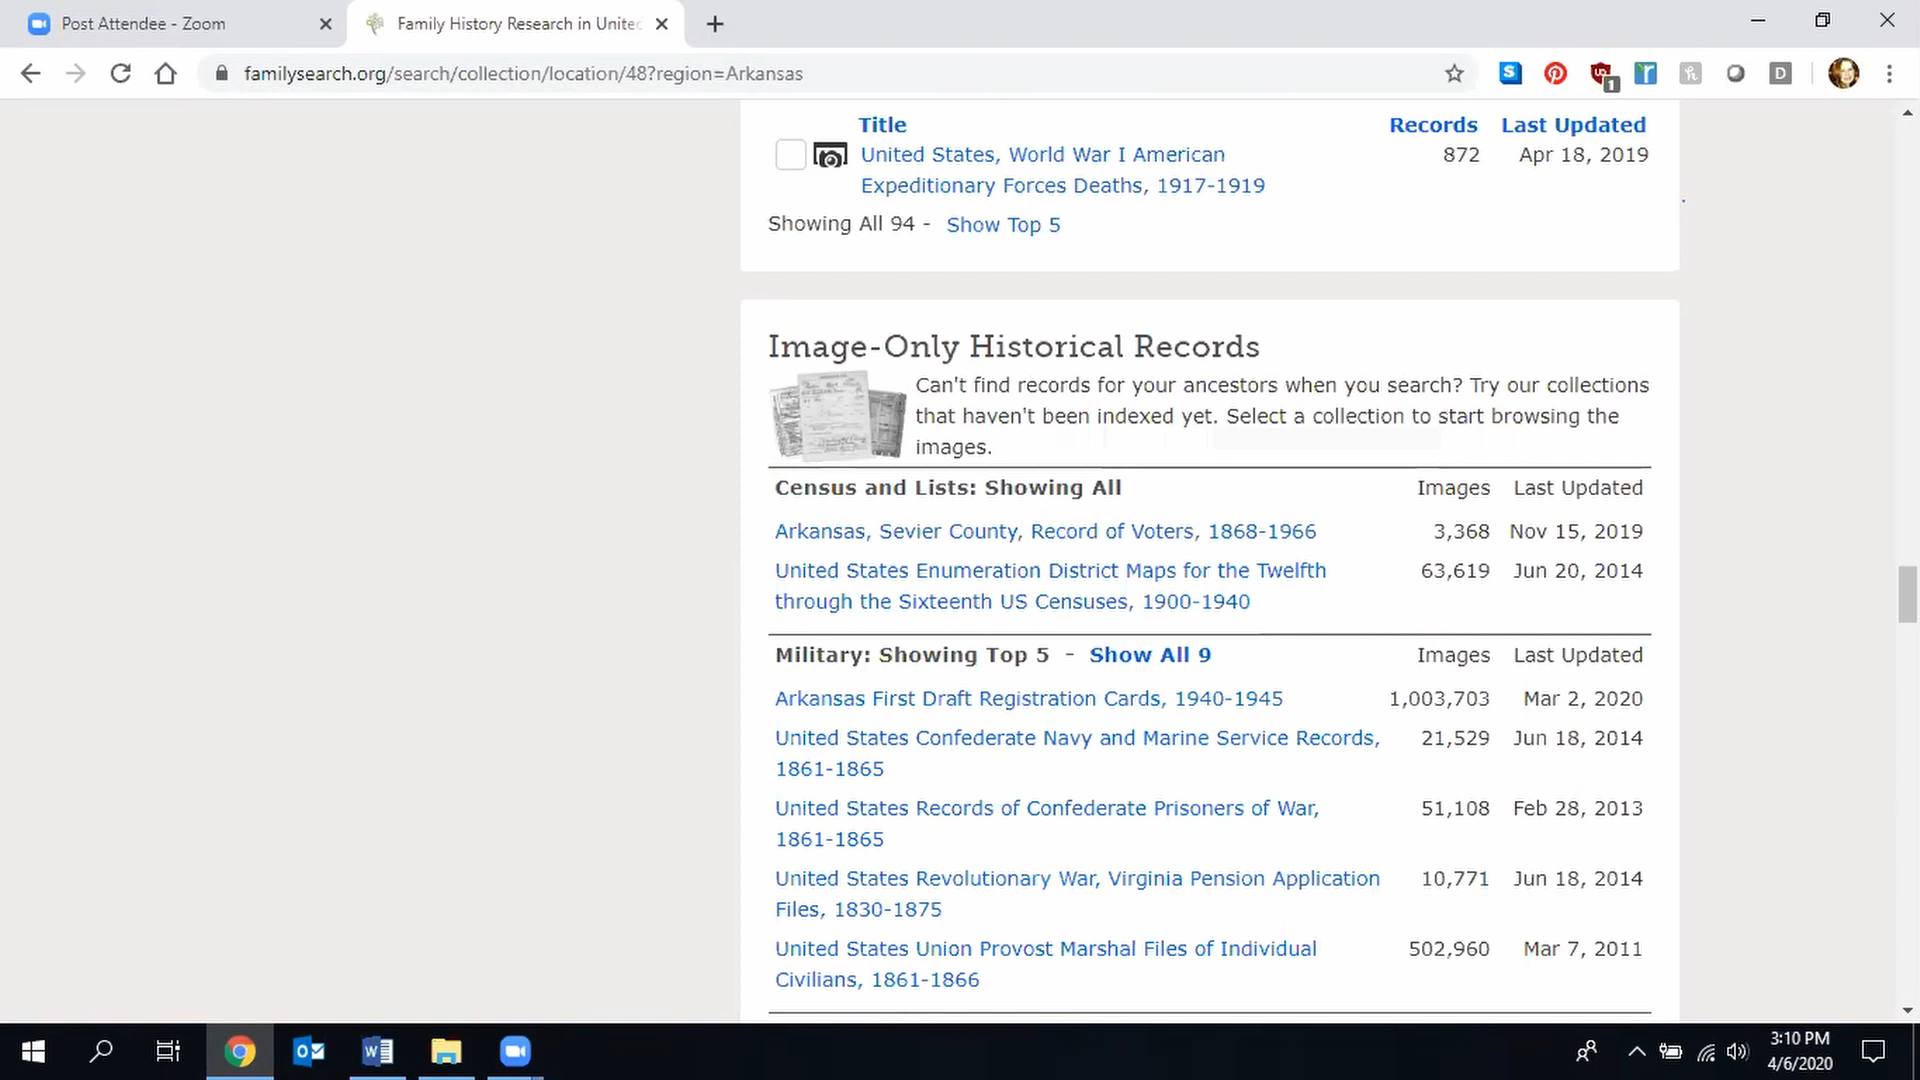 Post Attendee - Zoom
Family History Research in Unitec
familysearch.org/search/collection/location/48?region=Arkansas
1
D
Title Records Last Updated
United States, World War I American 872 Apr 18, 2019
Expeditionary Forces Deaths, 1917-1919
Showing All 94 - Show Top 5
Image-Only Historical Records
Can't find records for your ancestors when you search? Try our collections
that haven't been indexed yet. Select a collection to start browsing the
images.
Census and Lists: Showing All Images Last Updated
Arkansas, Sevier County, Record of Voters, 1868-1966 3,368 Nov 15, 2019
United States Enumeration District Maps for the Twelfth 63,619 Jun 20, 2014
through the Sixteenth US Censuses, 1900-1940
Military: Showing Top 5 - Show All 9 Images Last Updated
Arkansas First Draft Registration Cards, 1940-1945 1,003,703 Mar 2, 2020
United States Confederate Navy and Marine Service Records, 21,529 Jun 18, 2014
1861-1865
United States Records of Confederate Prisoners of War, 51,108 Feb 28, 2013
1861-1865
United States Revolutionary War, Virginia Pension Application 10,771 Jun 18, 2014
Files, 1830-1875
United States Union Provost Marshal Files of Individual 502,960 Mar 7, 2011
Civilians, 1861-1866
3:10 PM
4/6/2020